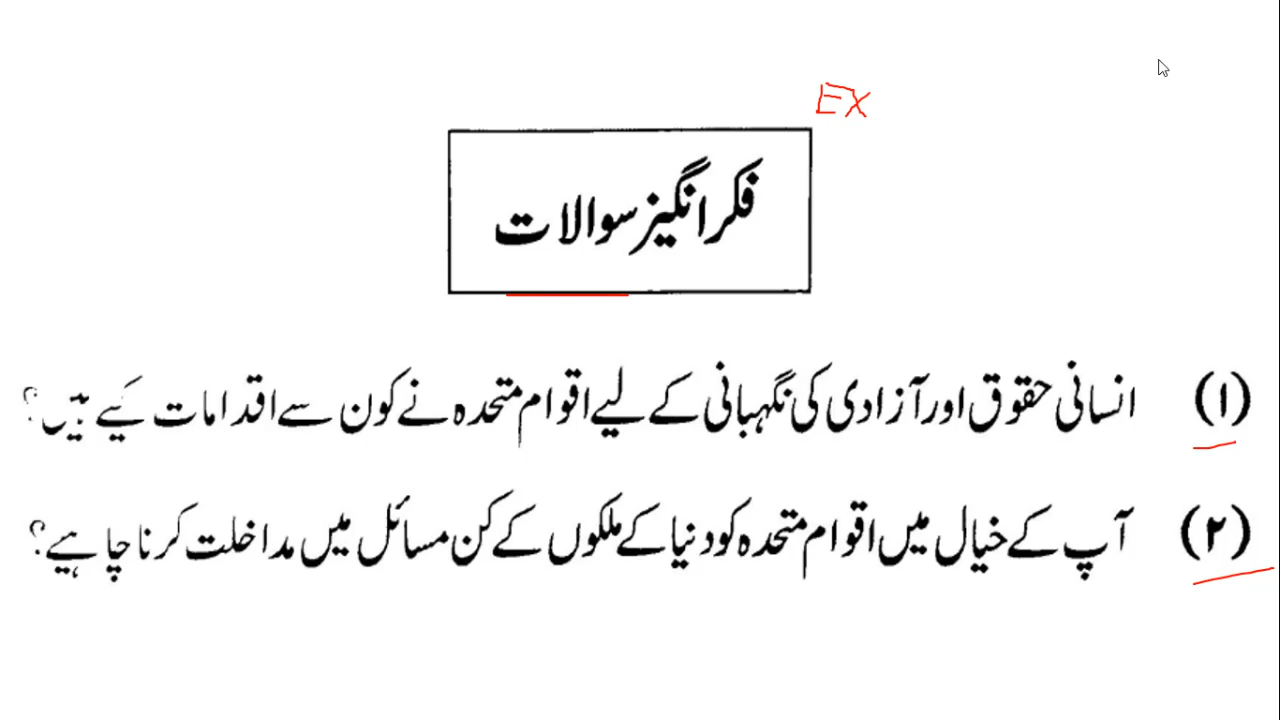 EX
فکر انگیز سوالات
(۱) انسانی حقوق اور آزادی کی نگہبانی کے لیے اقوام متحدہ نے کون سے اقدامات کیے ہیں؟
(۲) آپ کے خیال میں اقوام متحدہ کو دنیا کے ملکوں کے کن مسائل میں مداخلت کرنا چاہیے؟